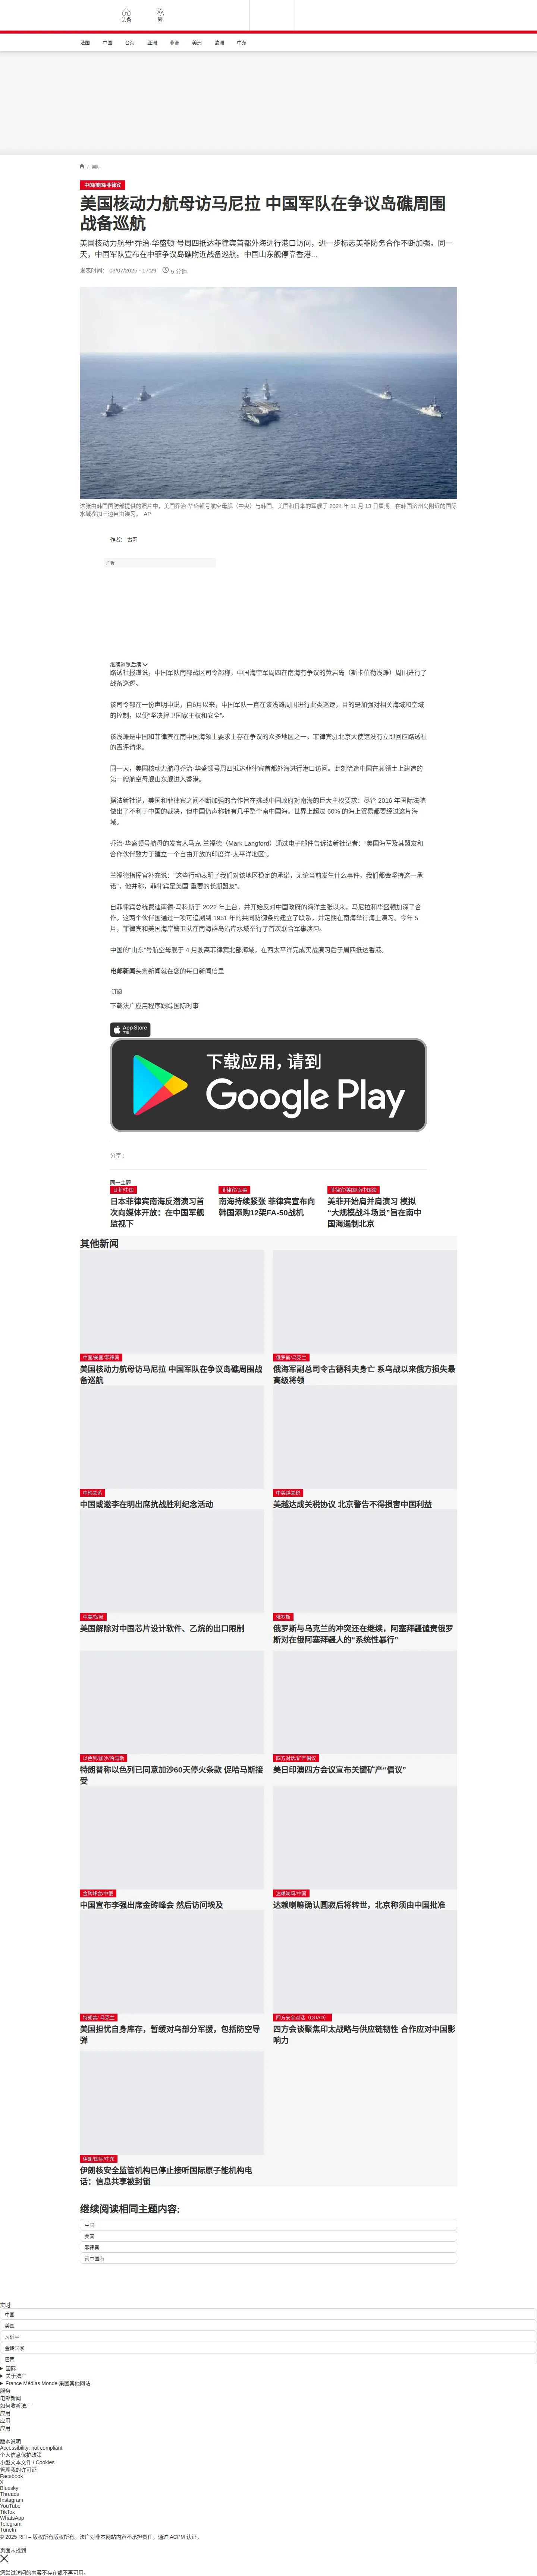 头条
繁
法国
中国
台海
亚洲
非洲
美洲
欧洲
中东
/ 国际
中国/美国/菲律宾
美国核动力航母访马尼拉 中国军队在争议岛礁周围
战备巡航
美国核动力航母“乔治·华盛顿”号周四抵达菲律宾首都外海进行港口访问，进一步标志美菲防务合作不断加强。同一
天，中国军队宣布在中菲争议岛礁附近战备巡航。中国山东舰停靠香港...
发表时间： 03/07/2025 - 17:29 5 分钟
这张由韩国国防部提供的照片中，美国乔治·华盛顿号航空母舰（中央）与韩国、美国和日本的军舰于 2024 年 11 月 13 日星期三在韩国济州岛附近的国际
水域参加三边自由演习。 AP
作者： 古莉
广告
继续浏览后续
路透社报道说，中国军队南部战区司令部称，中国海空军周四在南海有争议的黄岩岛（斯卡伯勒浅滩）周围进行了
战备巡逻。
该司令部在一份声明中说，自6月以来，中国军队一直在该浅滩周围进行此类巡逻，目的是加强对相关海域和空域
的控制，以便“坚决捍卫国家主权和安全”。
该浅滩是中国和菲律宾在南中国海领土要求上存在争议的众多地区之一。菲律宾驻北京大使馆没有立即回应路透社
的置评请求。
同一天，美国核动力航母乔治·华盛顿号周四抵达菲律宾首都外海进行港口访问。此刻恰逢中国在其领土上建造的
第一艘航空母舰山东舰进入香港。
据法新社说，美国和菲律宾之间不断加强的合作旨在挑战中国政府对南海的巨大主权要求：尽管 2016 年国际法院
做出了不利于中国的裁决，但中国仍声称拥有几乎整个南中国海。世界上超过 60% 的海上贸易都要经过这片海
域。
乔治·华盛顿号航母的发言人马克·兰福德（Mark Langford）通过电子邮件告诉法新社记者：“美国海军及其盟友和
合作伙伴致力于建立一个自由开放的印度洋-太平洋地区”。
兰福德指挥官补充说：“这些行动表明了我们对该地区稳定的承诺，无论当前发生什么事件，我们都会坚持这一承
诺”，他并称，菲律宾是美国“重要的长期盟友”。
自菲律宾总统费迪南德·马科斯于 2022 年上台，并开始反对中国政府的海洋主张以来，马尼拉和华盛顿加深了合
作。这两个伙伴国通过一项可追溯到 1951 年的共同防御条约建立了联系，并定期在南海举行海上演习。今年 5
月，菲律宾和美国海岸警卫队在南海群岛沿岸水域举行了首次联合军事演习。
中国的“山东”号航空母舰于 4 月驶离菲律宾北部海域，在西太平洋完成实战演习后于周四抵达香港。
电邮新闻头条新闻就在您的每日新闻信里
订阅
下载法广应用程序跟踪国际时事
App Store
下载
下载应用，请到
Google Play
分享 :
同一主题
日菲/中国
日本菲律宾南海反潜演习首
次向媒体开放：在中国军舰
监视下
菲律宾/军事
南海持续紧张 菲律宾宣布向
韩国添购12架FA-50战机
菲律宾/美国/南中国海
美菲开始肩并肩演习 模拟
“大规模战斗场景”旨在南中
国海遏制北京
其他新闻
中国/美国/菲律宾
美国核动力航母访马尼拉 中国军队在争议岛礁周围战
备巡航
俄罗斯/乌克兰
俄海军副总司令古德科夫身亡 系乌战以来俄方损失最
高级将领
中韩关系
中国或邀李在明出席抗战胜利纪念活动
中美越关税
美越达成关税协议 北京警告不得损害中国利益
中美/贸易
美国解除对中国芯片设计软件、乙烷的出口限制
俄罗斯
俄罗斯与乌克兰的冲突还在继续，阿塞拜疆谴责俄罗
斯对在俄阿塞拜疆人的“系统性暴行”
以色列/加沙/哈马斯
特朗普称以色列已同意加沙60天停火条款 促哈马斯接
受
四方对话/矿产倡议
美日印澳四方会议宣布关键矿产“倡议”
金砖峰会/中俄
中国宣布李强出席金砖峰会 然后访问埃及
达赖喇嘛/中国
达赖喇嘛确认圆寂后将转世，北京称须由中国批准
特朗普/ 乌克兰
美国担忧自身库存，暂缓对乌部分军援，包括防空导
弹
四方安全对话（QUAD）
四方会谈聚焦印太战略与供应链韧性 合作应对中国影
响力
伊朗/国际/中东
伊朗核安全监管机构已停止接听国际原子能机构电
话：信息共享被封锁
继续阅读相同主题内容:
中国
美国
菲律宾
南中国海
实时
中国
美国
习近平
金砖国家
巴西
国际
关于法广
France Médias Monde 集团其他网站
服务
电邮新闻
如何收听法广
应用
应用
应用
版本说明
Accessibility: not compliant
个人信息保护政策
小型文本文件 / Cookies
管理我的许可证
Facebook
X
Bluesky
Threads
Instagram
YouTube
TikTok
WhatsApp
Telegram
TuneIn
© 2025 RFI – 版权所有版权所有。法广对非本网站内容不承担责任。通过 ACPM 认证。
页面未找到
您尝试访问的内容不存在或不再可用。